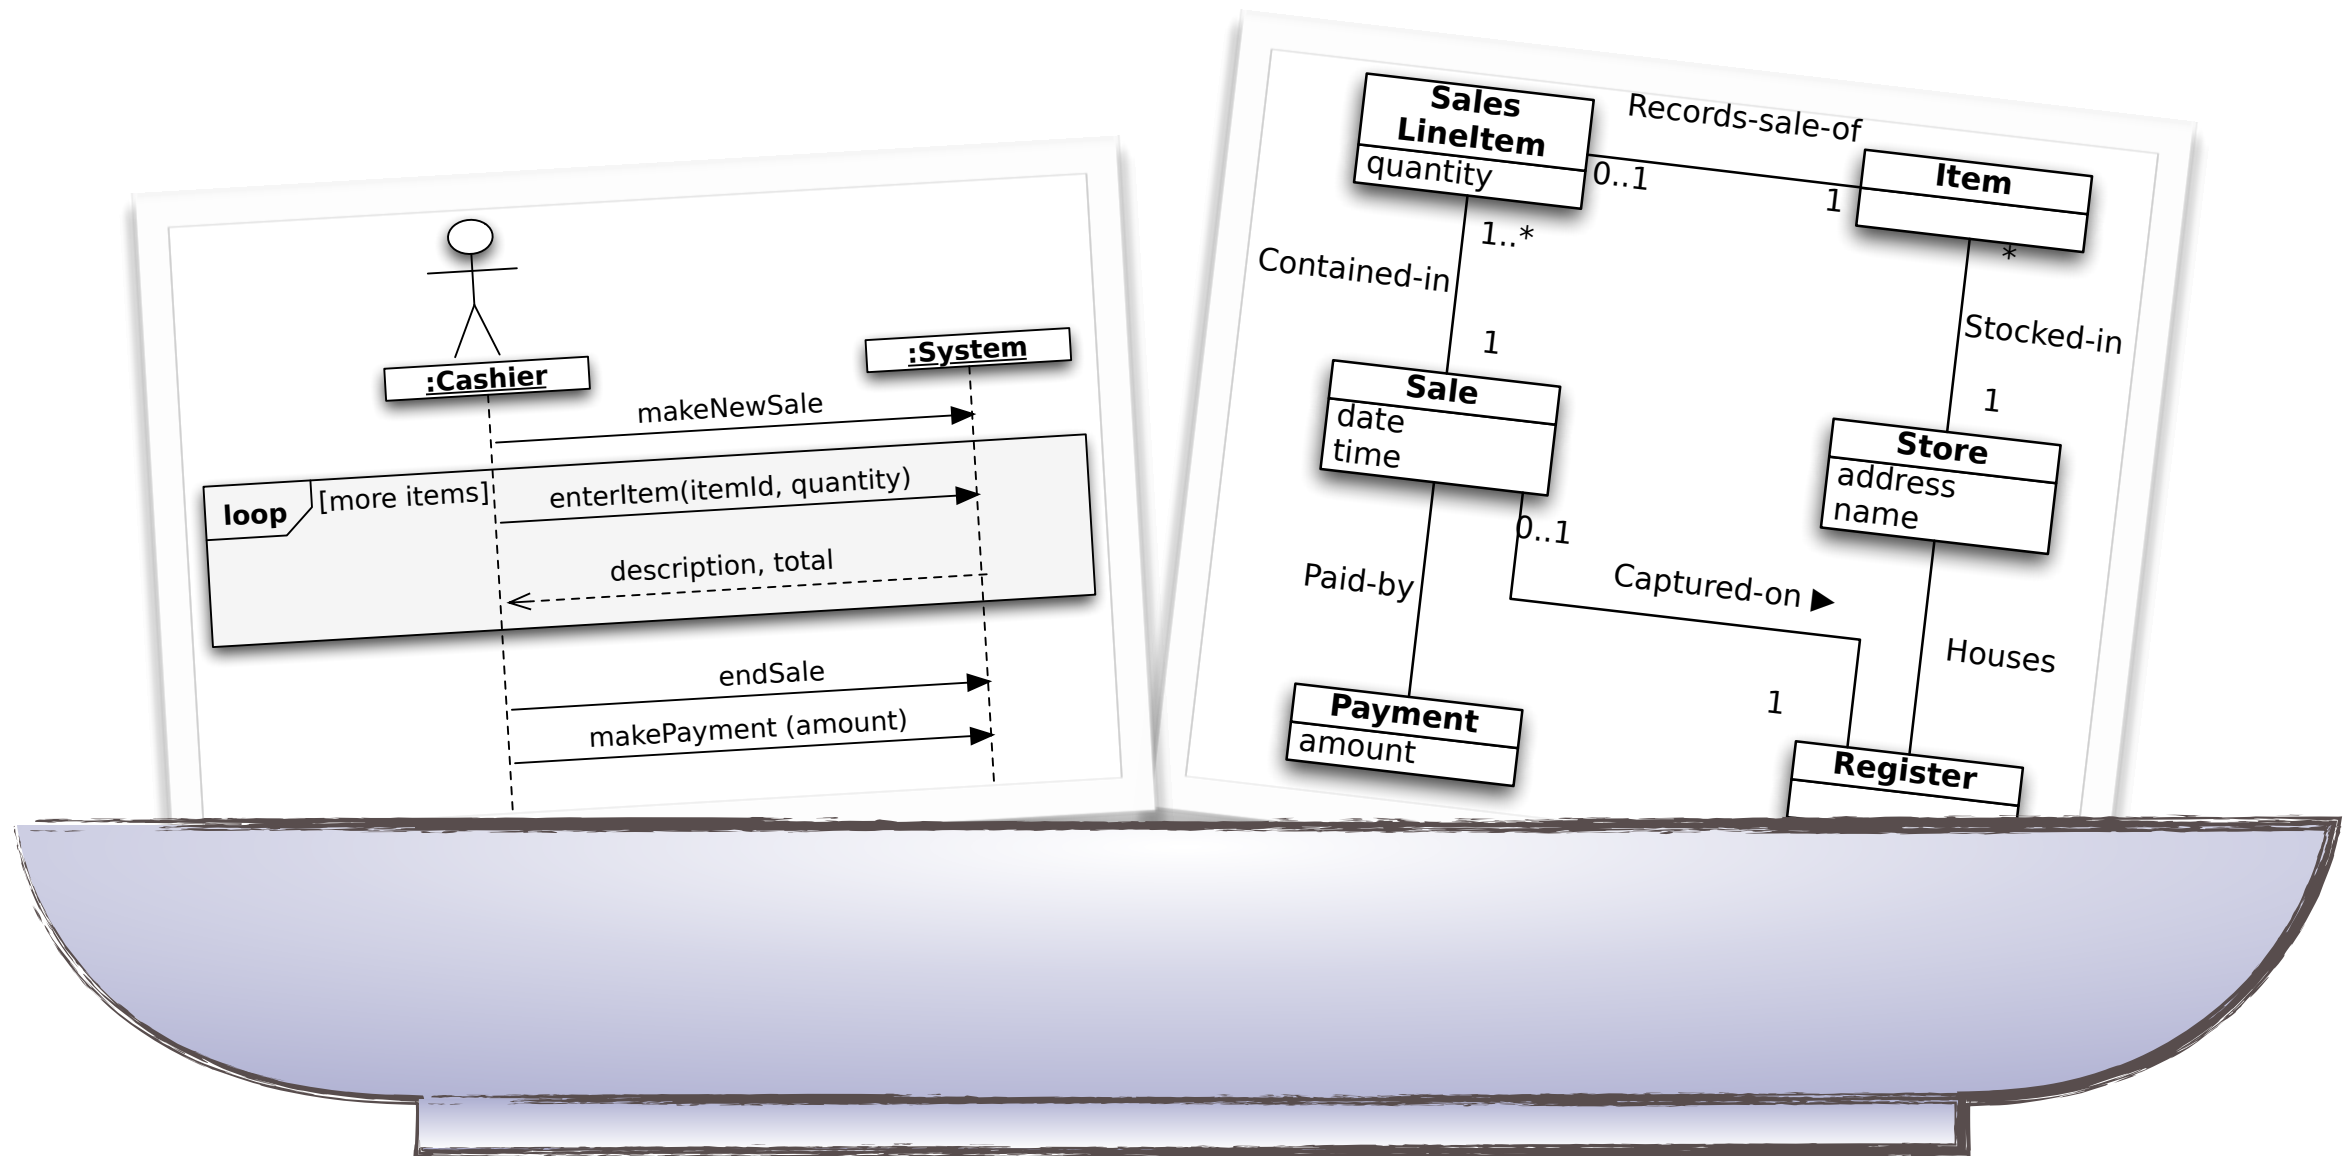 :Cashier
:System
makeNewSale
loop
[more items]
enterItem(itemId, quantity)
description, total
endSale
makePayment (amount)
Sales
LineItem
quantity
Records-sale-of
0..1
1
Item
1..*
*
Contained-in
Stocked-in
1
1
Sale
date
time
Store
address
name
0..1
Paid-by
Captured-on ►
Houses
1
Payment
amount
Register